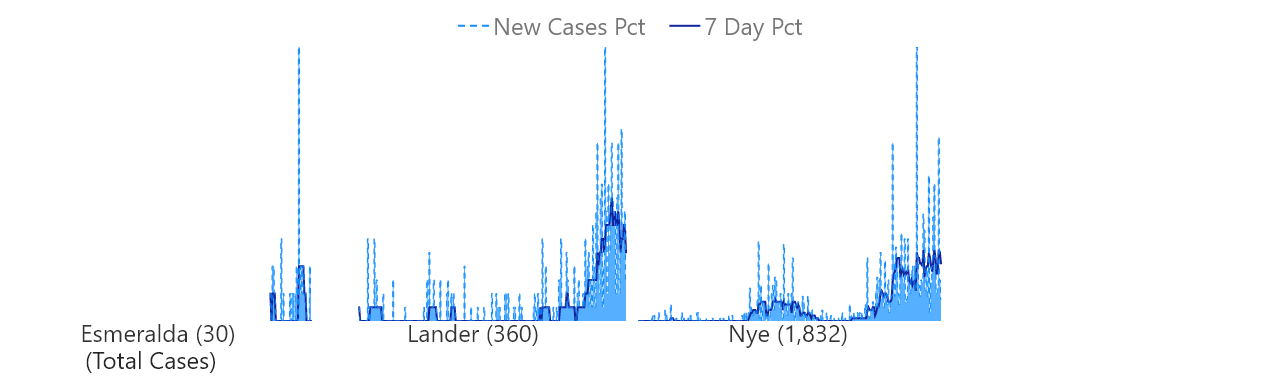 New Cases Pct 7 Day Pct
Esmeralda (30) Lander (360) Nye (1,832)
(Total Cases)